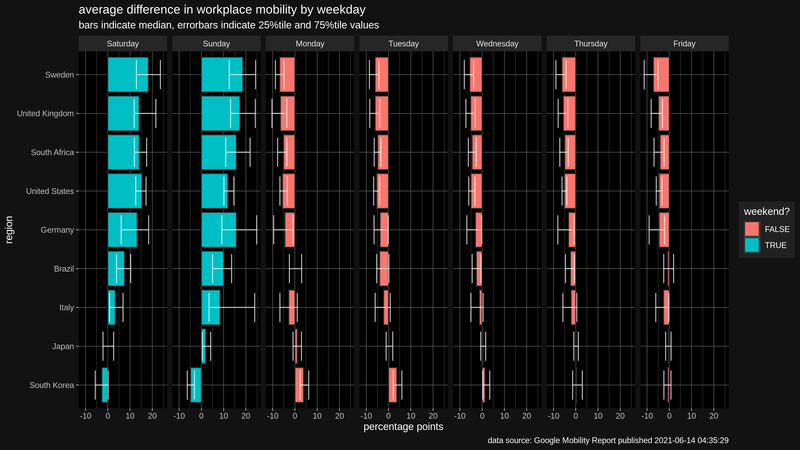 average difference in workplace mobility by weekday
bars indicate median, errorbars indicate 25%tile and 75%tile values
Saturday Sunday Monday Tuesday Wednesday Thursday Friday
Sweden
United Kingdom
South Africa
United States
Germany
Brazil
Italy
Japan
South Korea
region
weekend?
FALSE
TRUE
-10 0 10 20 -10 0 10 20 -10 0 10 20 -10 0 10 20 -10 0 10 20 -10 0 10 20 -10 0 10 20
percentage points
data source: Google Mobility Report published 2021-06-14 04:35:29